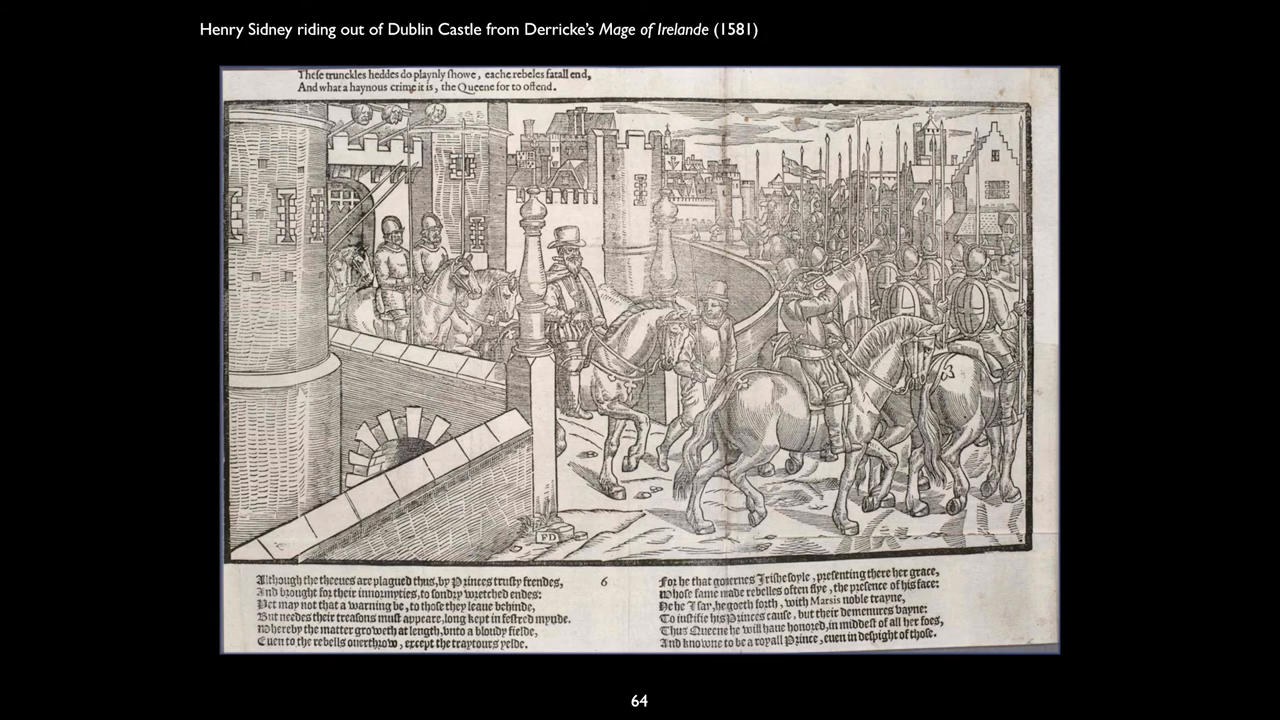 Henry Sidney riding out of Dublin Castle from Derricke's Mage of Irelande (1581)
These trunckles heddes do playnly showe, eache rebeles fatall end,
And what a haynous crime it is, the Queene for to offend.
FD
Although the theeues are plagued thus, by Princes trusty frendes,
And brought for their innormyties, to sondry wretched endes:
Yet may not that a warning be, to those they leaue behinde,
But needes their treasons must appeare, long kept in festred mynde.
Whereby the matter groweth at length, vnto a bloudy fielde,
Euen to the rebells ouerthrow, except the traytours yelde.
6
For he that gouernes Irishe soyle, presenting there her grace,
Whose fame made rebelles often flye, the presence of his face:
He he I say, he goeth forth, with Marsis noble trayne,
To iustifie his Princes cause, but their demeanures vayne:
Thus Queene he will haue honored, in middest of all her foes,
And knowne to be a royall Prince, euen in despight of those.
64